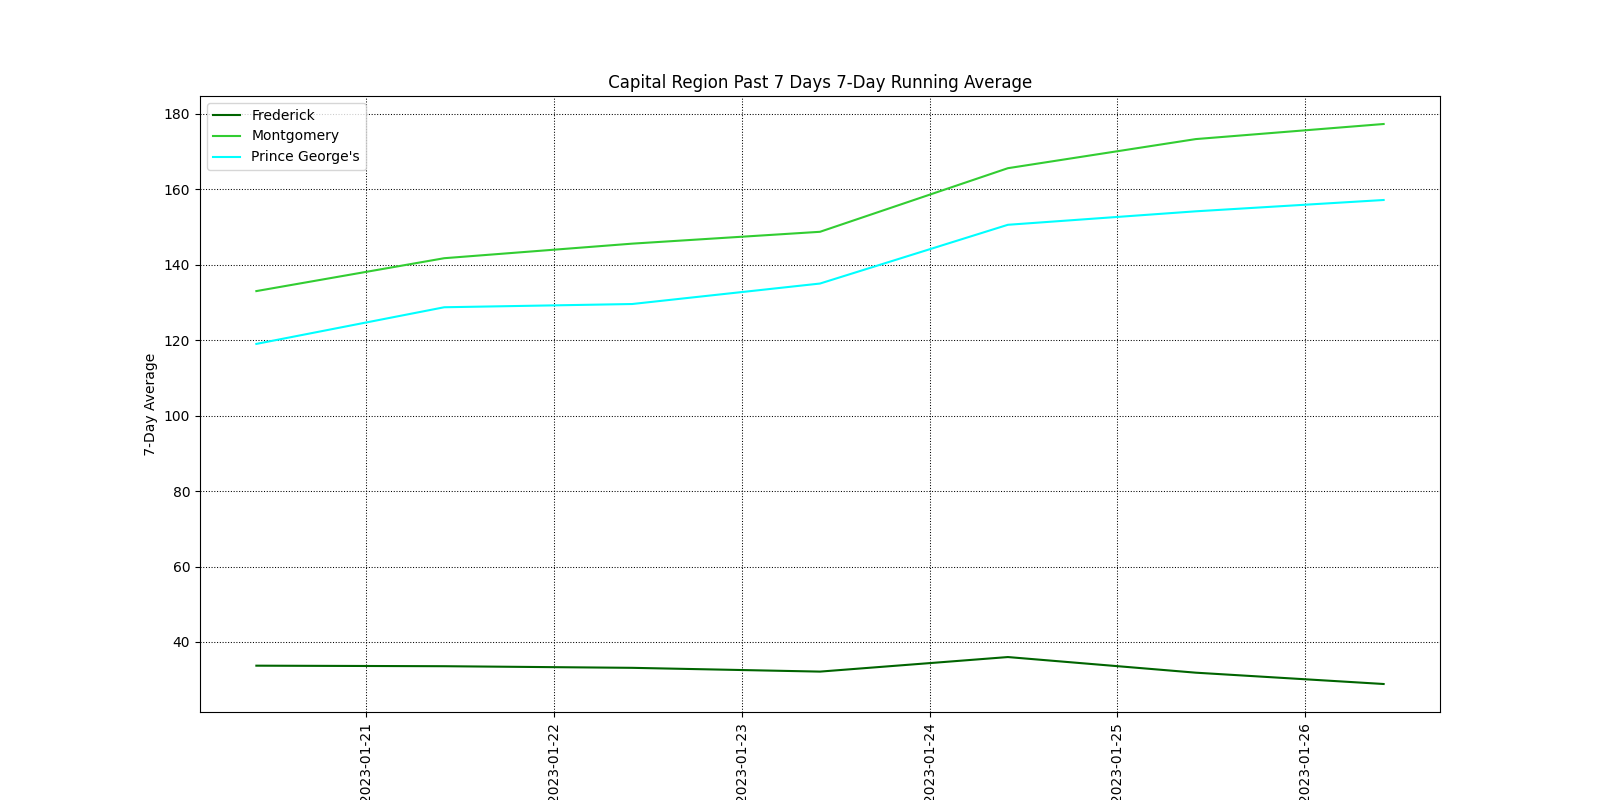 Capital Region Past 7 Days 7-Day Running Average
Frederick
Montgomery
Prince George's
7-Day Average
180
160
140
120
100
80
60
40
2023-01-21
2023-01-22
2023-01-23
2023-01-24
2023-01-25
2023-01-26